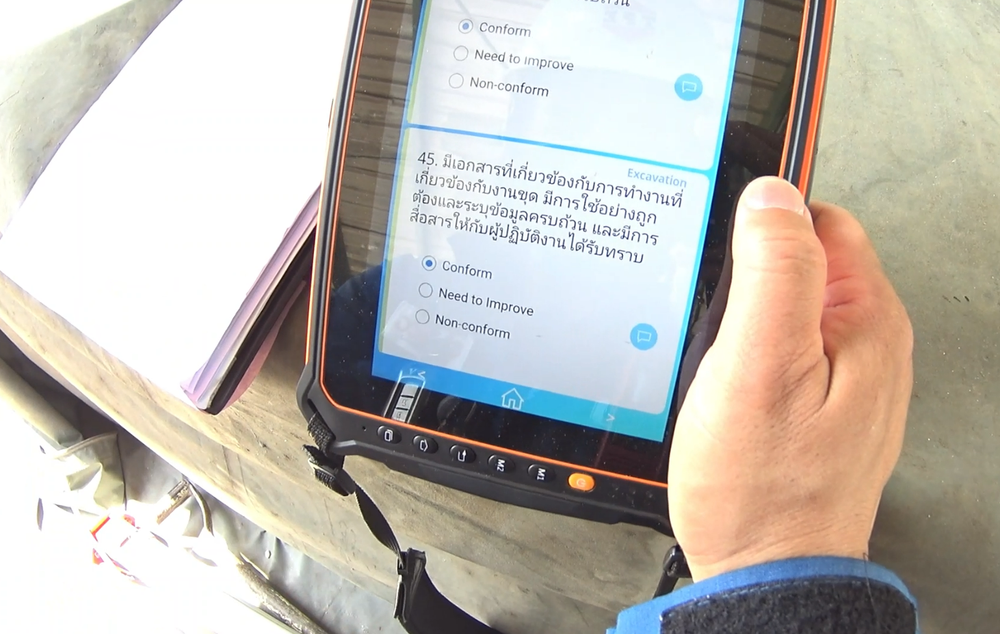 Conform
Need to Improve
Non-conform
Excavation
45. มีเอกสารที่เกี่ยวข้องกับการทำงานที่
เกี่ยวข้องกับงานขุด มีการใช้อย่างถูก
ต้องและระบุข้อมูลครบถ้วน และมีการ
สื่อสารให้กับผู้ปฏิบัติงานได้รับทราบ
Conform
Need to Improve
Non-conform
M2
M1
G